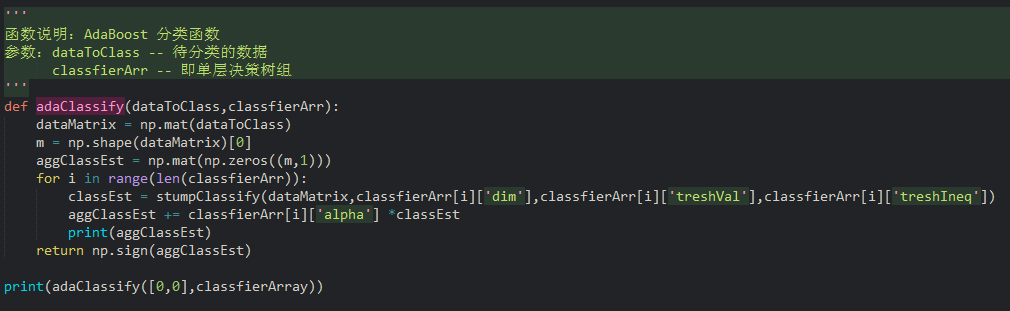 '''
函数说明：AdaBoost 分类函数
参数：dataToClass -- 待分类的数据
      classfierArr -- 即单层决策树组
'''
def adaClassify(dataToClass,classfierArr):
    dataMatrix = np.mat(dataToClass)
    m = np.shape(dataMatrix)[0]
    aggClassEst = np.mat(np.zeros((m,1)))
    for i in range(len(classfierArr)):
        classEst = stumpClassify(dataMatrix,classfierArr[i]['dim'],classfierArr[i]['treshVal'],classfierArr[i]['treshIneq'])
        aggClassEst += classfierArr[i]['alpha'] *classEst
        print(aggClassEst)
    return np.sign(aggClassEst)

print(adaClassify([0,0],classfierArray))